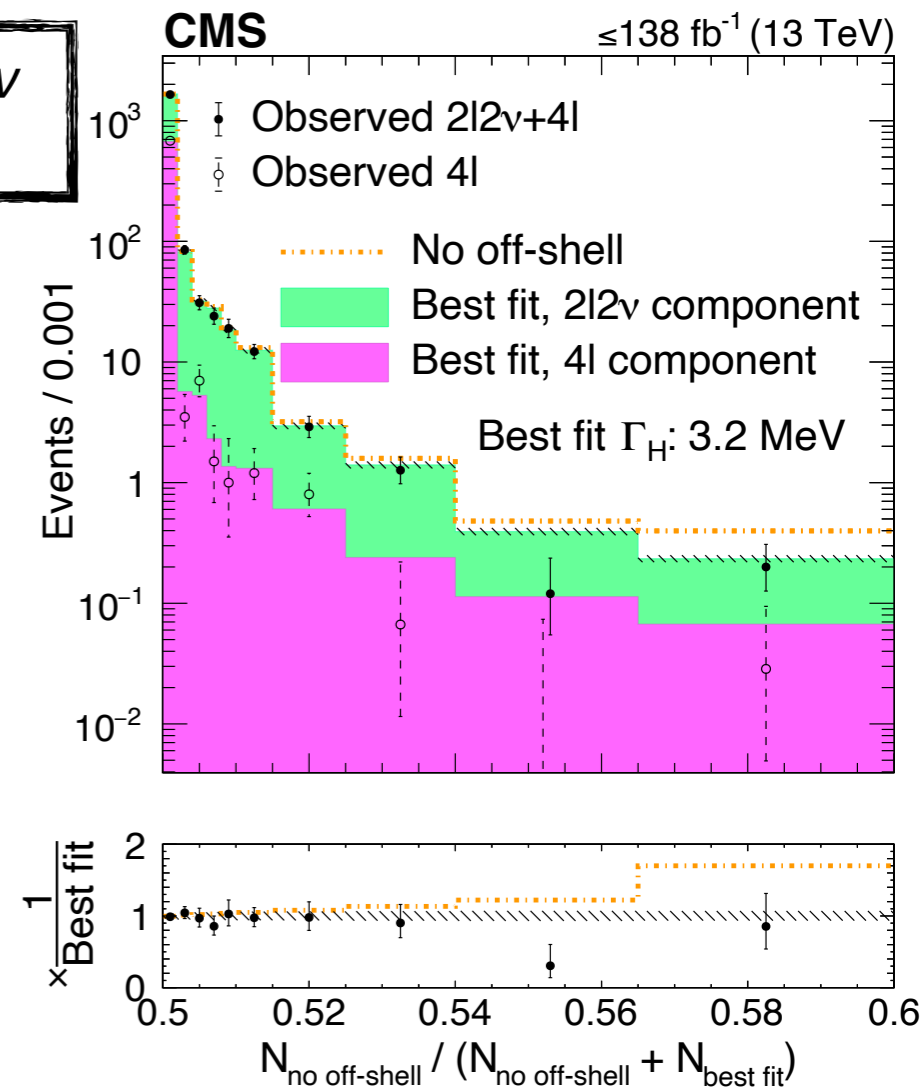 ν
CMS ≤138 fb⁻¹ (13 TeV)
Observed 2l2ν+4l
Observed 4l
No off-shell
Best fit, 2l2ν component
Best fit, 4l component
Best fit Γ_H: 3.2 MeV
Events / 0.001
10³
10²
10
1
10⁻¹
10⁻²
× 1 / Best fit
2
1
0
0.5 0.52 0.54 0.56 0.58 0.6
N_no off-shell / (N_no off-shell + N_best fit)